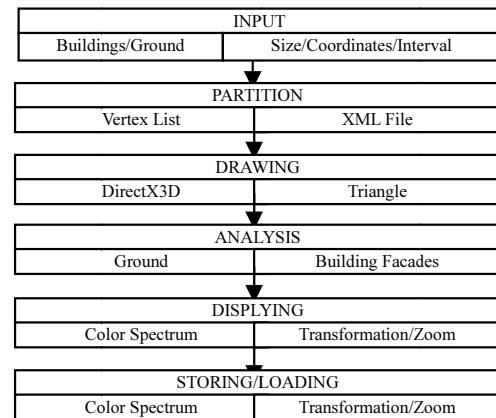 INPUT
Buildings/Ground Size/Coordinates/Interval
PARTITION
Vertex List XML File
DRAWING
DirectX3D Triangle
ANALYSIS
Ground Building Facades
DISPLYING
Color Spectrum Transformation/Zoom
STORING/LOADING
Color Spectrum Transformation/Zoom